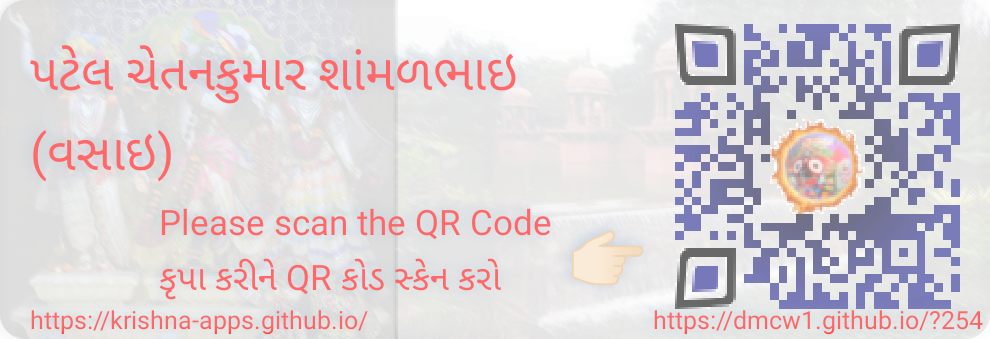 પટેલ ચેતનકુમાર શાંમળભાઇ
(વસાઇ)
Please scan the QR Code
કૃપા કરીને QR કોડ સ્કેન કરો
https://krishna-apps.github.io/
https://dmcw1.github.io/?254